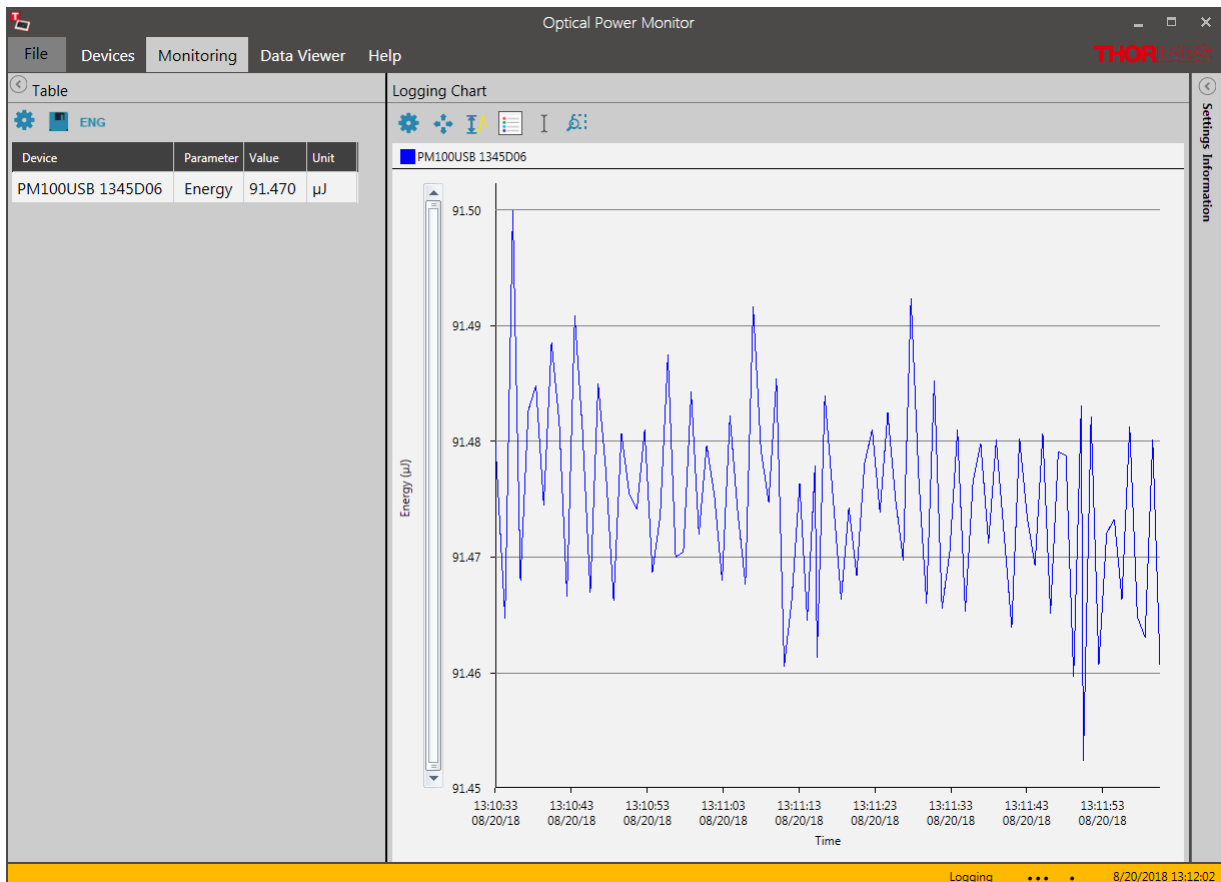 Optical Power Monitor
File Devices Monitoring Data Viewer Help
THORLABS
Table
ENG
Device Parameter Value Unit
PM100USB 1345D06 Energy 91.470 µJ
Logging Chart
PM100USB 1345D06
91.50
91.49
91.48
91.47
91.46
91.45
Energy (µJ)
13:10:33 13:10:43 13:10:53 13:11:03 13:11:13 13:11:23 13:11:33 13:11:43 13:11:53
08/20/18 08/20/18 08/20/18 08/20/18 08/20/18 08/20/18 08/20/18 08/20/18 08/20/18
Time
Settings Information
Logging 8/20/2018 13:12:02